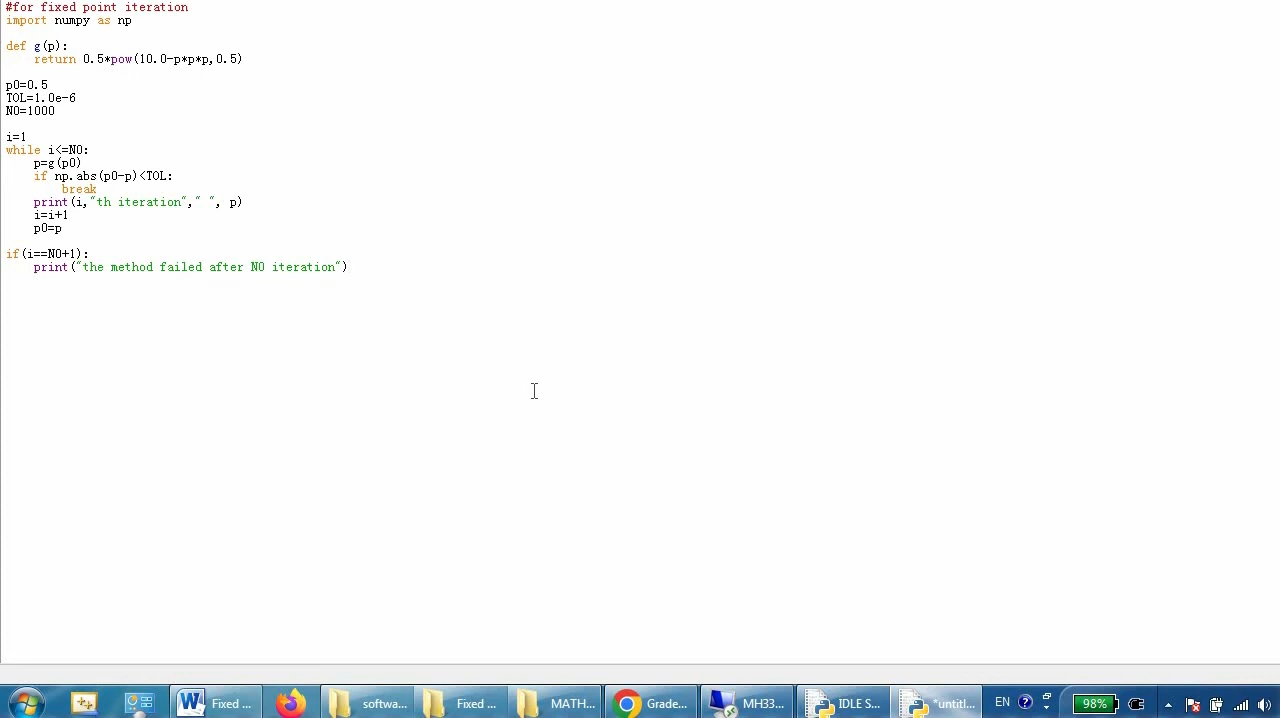 #for fixed point iteration
import numpy as np
def g(p):
    return 0.5*pow(10.0-p*p*p,0.5)
p0=0.5
TOL=1.0e-6
N0=1000
i=1
while i<=N0:
    p=g(p0)
    if np.abs(p0-p)<TOL:
        break
    print(i,"th iteration"," ", p)
    i=i+1
    p0=p
if(i==N0+1):
    print("the method failed after N0 iteration")
Fixed ... softwa... Fixed ... MATH... Grade... MH33... IDLE S... *untitl... EN 98%